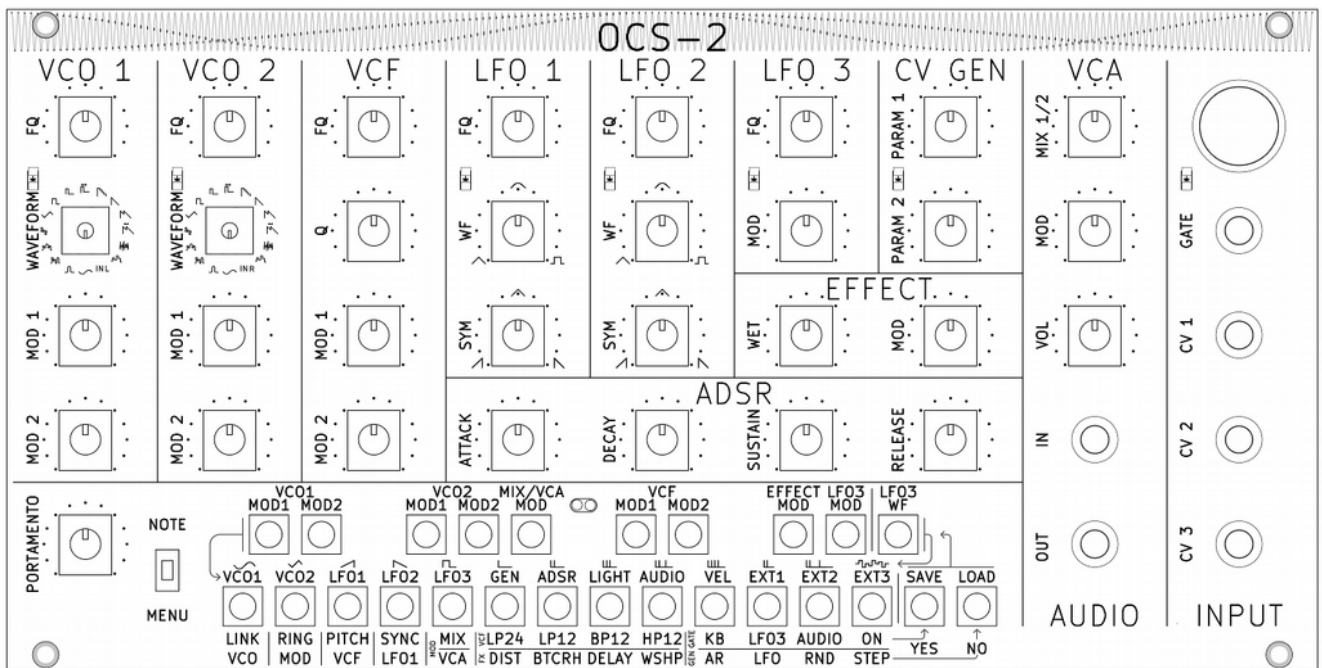 OCS-2
VCO 1 VCO 2 VCF LFO 1 LFO 2 LFO 3 CV GEN VCA
FQ FQ FQ FQ FQ FQ PARAM 1 MIX 1/2
WAVEFORM WAVEFORM Q WF WF MOD PARAM 2 MOD GATE
INL INR
EFFECT
MOD 1 MOD 1 MOD 1 SYM SYM WET MOD VOL CV 1
ADSR
MOD 2 MOD 2 MOD 2 ATTACK DECAY SUSTAIN RELEASE IN CV 2
PORTAMENTO NOTE MENU OUT CV 3
VCO1 VCO2 MIX/VCA VCF EFFECT LFO3 LFO3
MOD1 MOD2 MOD1 MOD2 MOD MOD1 MOD2 MOD MOD WF
VCO1 VCO2 LFO1 LFO2 LFO3 GEN ADSR LIGHT AUDIO VEL EXT1 EXT2 EXT3 SAVE LOAD
LINK RING PITCH SYNC MOD MIX VCF LP24 LP12 BP12 HP12 GATE KB LFO3 AUDIO ON YES NO
VCO MOD VCF LFO1 VCA FX DIST BTCRH DELAY WSHP GEN AR LFO RND STEP
AUDIO INPUT